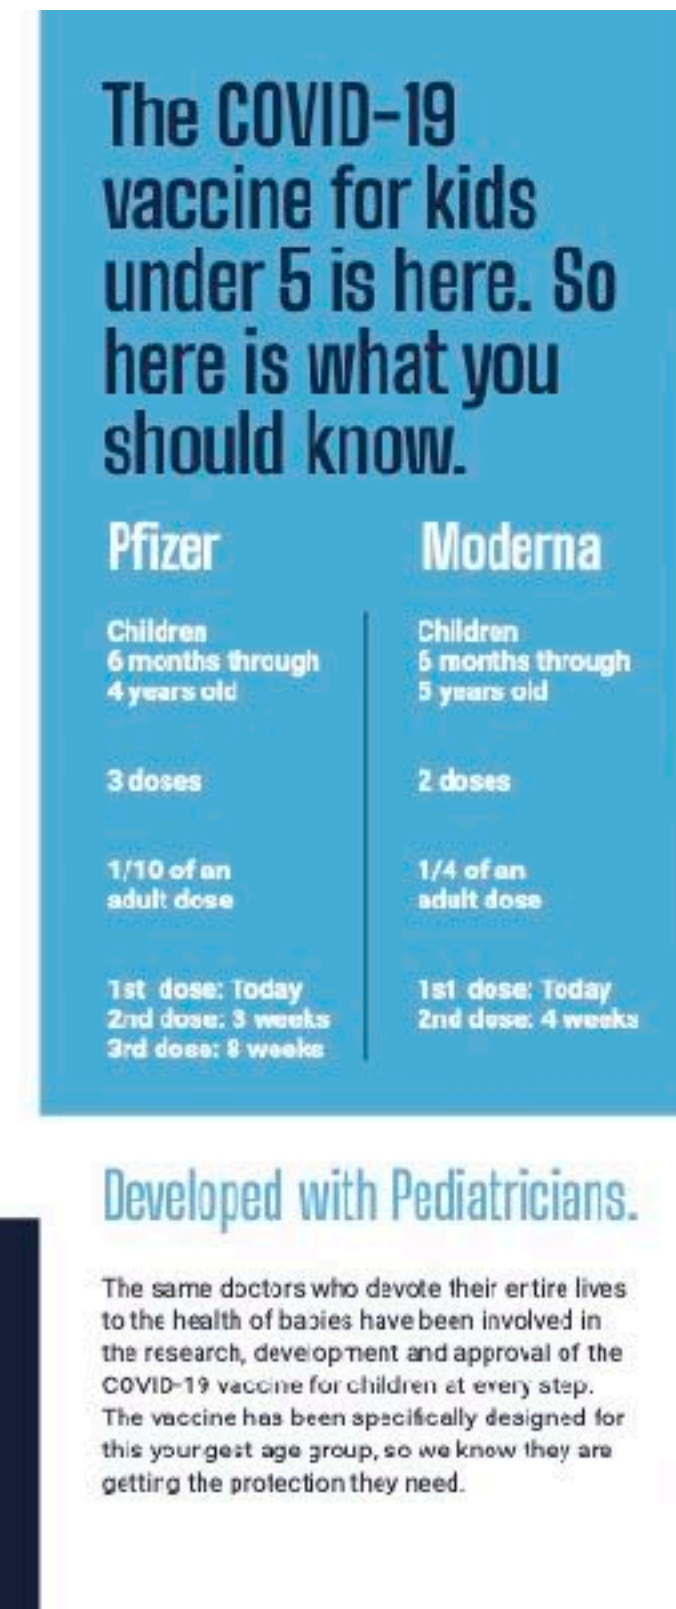 The COVID-19
vaccine for kids
under 5 is here. So
here is what you
should know.
Pfizer
Children
6 months through
4 years old
3 doses
1/10 of an
adult dose
1st dose: Today
2nd dose: 3 weeks
3rd dose: 8 weeks
Moderna
Children
6 months through
5 years old
2 doses
1/4 of an
adult dose
1st dose: Today
2nd dose: 4 weeks
Developed with Pediatricians.
The same doctors who devote their entire lives
to the health of babies have been involved in
the research, development and approval of the
COVID-19 vaccine for children at every step.
The vaccine has been specifically designed for
this youngest age group, so we know they are
getting the protection they need.